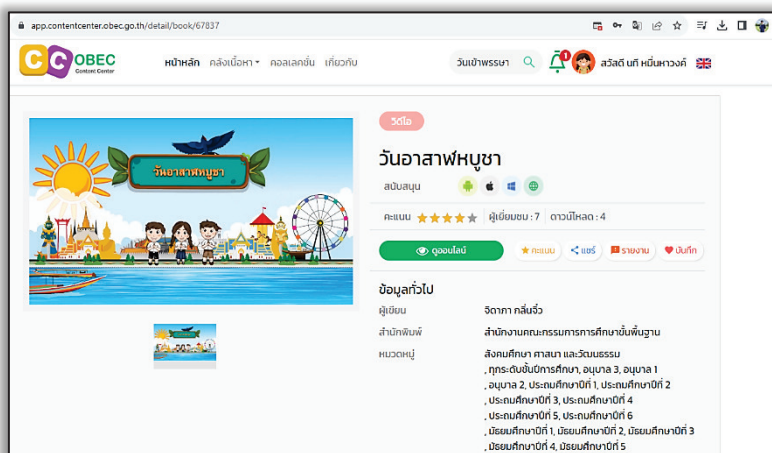 app.contentcenter.obec.go.th/detail/book/67837
CC OBEC
Content Center
หน้าหลัก คลังเนื้อหา คอลเลคชั่น เกี่ยวกับ
วันเข้าพรรษา
1
สวัสดี นที หมื่นหาวงค์
วันอาสาฬหบูชา
วิดีโอ
วันอาสาฬหบูชา
สนับสนุน
คะแนน ผู้เยี่ยมชม : 7 ดาวน์โหลด : 4
ดูออนไลน์ คะแนน แชร์ รายงาน บันทึก
ข้อมูลทั่วไป
ผู้เขียน จิดาภา กลิ่นจิ๋ว
สำนักพิมพ์ สำนักงานคณะกรรมการการศึกษาขั้นพื้นฐาน
หมวดหมู่ สังคมศึกษา ศาสนา และวัฒนธรรม
, ทุกระดับชั้นปีการศึกษา, อนุบาล 3, อนุบาล 1
, อนุบาล 2, ประถมศึกษาปีที่ 1, ประถมศึกษาปีที่ 2
, ประถมศึกษาปีที่ 3, ประถมศึกษาปีที่ 4
, ประถมศึกษาปีที่ 5, ประถมศึกษาปีที่ 6
, มัธยมศึกษาปีที่ 1, มัธยมศึกษาปีที่ 2, มัธยมศึกษาปีที่ 3
, มัธยมศึกษาปีที่ 4, มัธยมศึกษาปีที่ 5